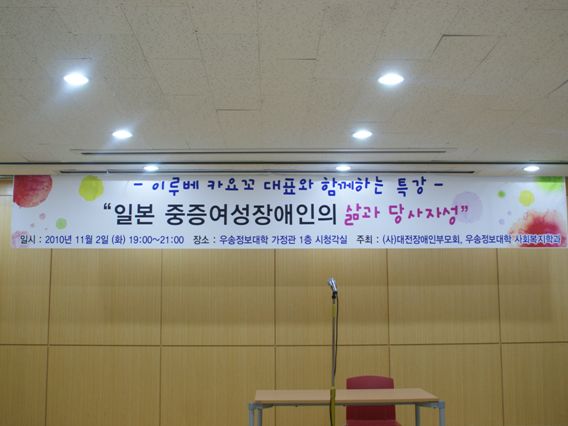 - 이루베 카요꼬 대표와 함께하는 특강 -
“일본 중증여성장애인의 삶과 당사자성”
일시 : 2010년 11월 2일 (화) 19:00~21:00 장소 : 우송정보대학 가정관 1층 시청각실 주최 : (사)대전장애인부모회, 우송정보대학 사회복지학과